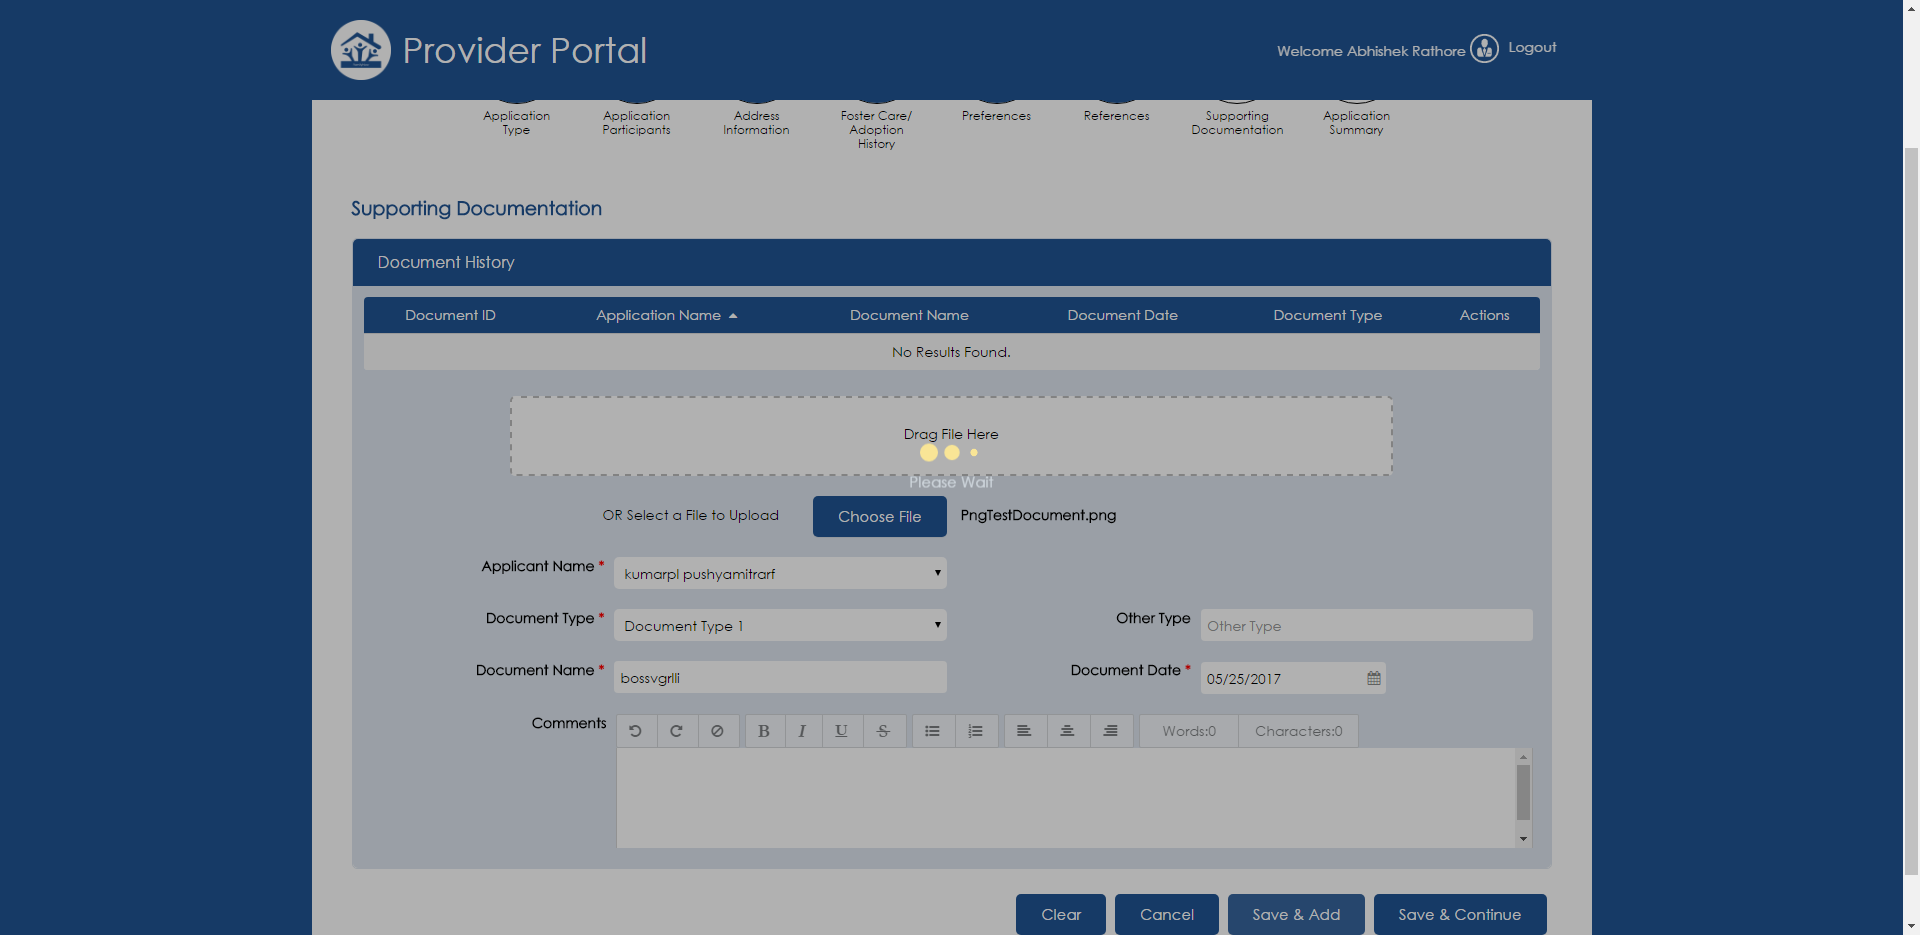 Provider Portal
Welcome Abhishek Rathore
Logout
Application
Type
Application
Participants
Address
Information
Foster Care/
Adoption
History
Preferences
References
Supporting
Documentation
Application
Summary
Supporting Documentation
Document History
Document ID
Application Name
Document Name
Document Date
Document Type
Actions
No Results Found.
Drag File Here
Please Wait
OR Select a File to Upload
Choose File
PngTestDocument.png
Applicant Name *
kumarpl pushyamitrarf
Document Type *
Document Type 1
Other Type
Other Type
Document Name *
bossvgrlli
Document Date *
05/25/2017
Comments
B
I
U
S
Words:0
Characters:0
Clear
Cancel
Save & Add
Save & Continue